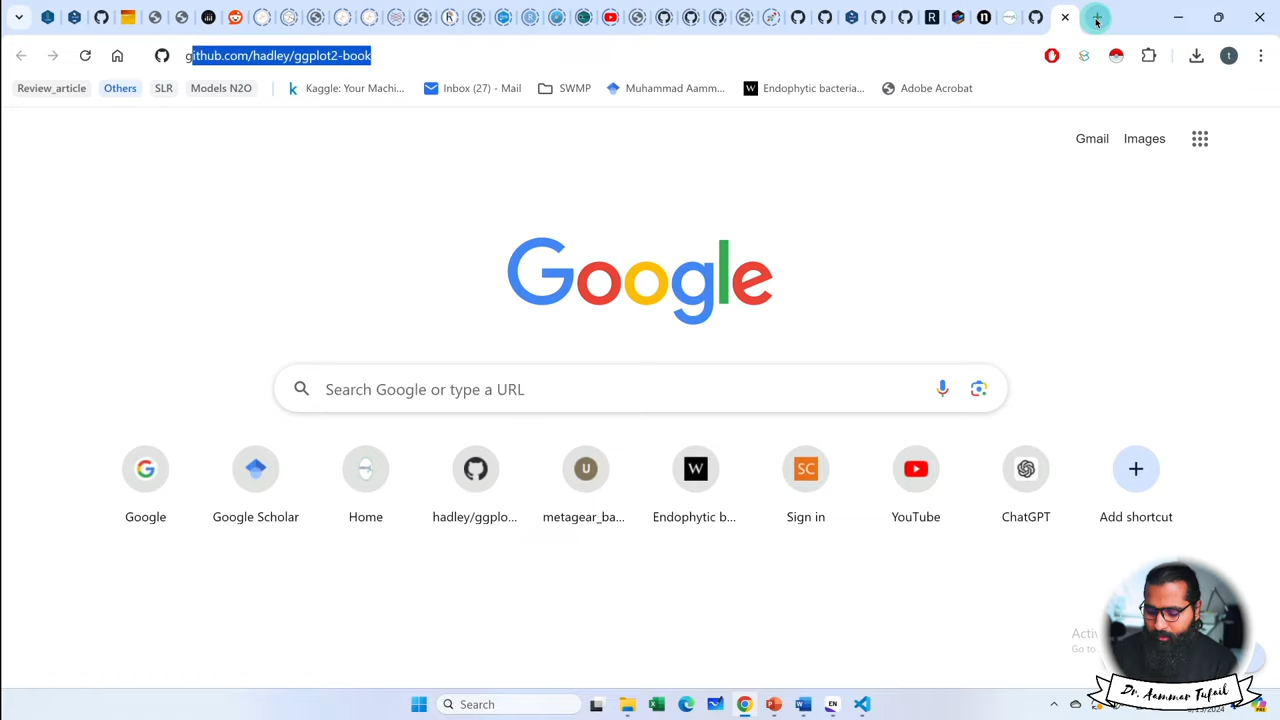 github.com/hadley/ggplot2-book
Review_article Others SLR Models N2O Kaggle: Your Machi... Inbox (27) - Mail SWMP Muhammad Aamm... Endophytic bacteria... Adobe Acrobat
Gmail Images
Google
Search Google or type a URL
Google Google Scholar Home hadley/ggplo... metagear_ba... Endophytic b... Sign in YouTube ChatGPT Add shortcut
Go to
Dr. Aammar Tufail
Search